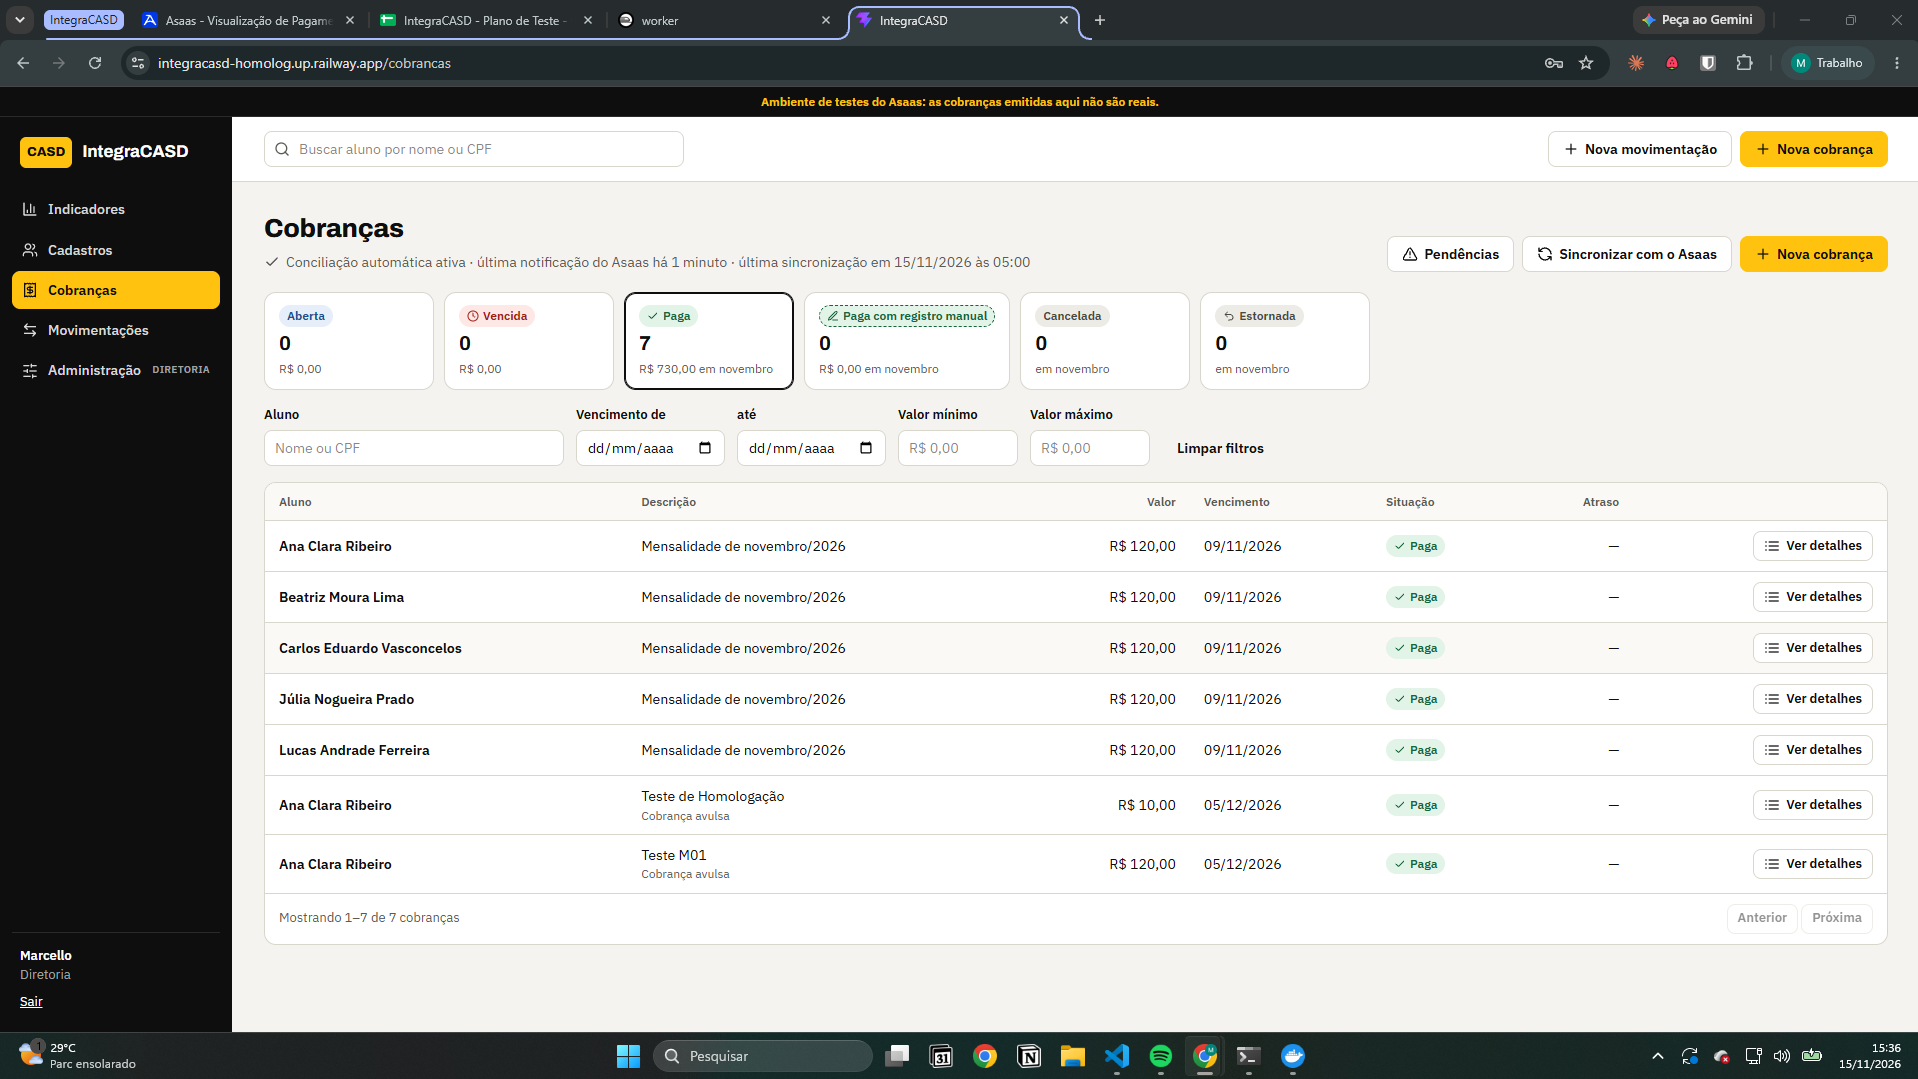 IntegraCASD
Asaas - Visualização de Pagame
IntegraCASD - Plano de Teste -
worker
IntegraCASD
Peça ao Gemini
integracasd-homolog.up.railway.app/cobrancas
M
Trabalho
Ambiente de testes do Asaas: as cobranças emitidas aqui não são reais.
CASD
IntegraCASD
Indicadores
Cadastros
Cobranças
Movimentações
Administração DIRETORIA
Marcello
Diretoria
Sair
Buscar aluno por nome ou CPF
+ Nova movimentação
+ Nova cobrança
Cobranças
Conciliação automática ativa · última notificação do Asaas há 1 minuto · última sincronização em 15/11/2026 às 05:00
Pendências
Sincronizar com o Asaas
+ Nova cobrança
Aberta
0
R$ 0,00
Vencida
0
R$ 0,00
Paga
7
R$ 730,00 em novembro
Paga com registro manual
0
R$ 0,00 em novembro
Cancelada
0
em novembro
Estornada
0
em novembro
Aluno
Nome ou CPF
Vencimento de
dd/mm/aaaa
até
dd/mm/aaaa
Valor mínimo
R$ 0,00
Valor máximo
R$ 0,00
Limpar filtros
Aluno Descrição Valor Vencimento Situação Atraso
Ana Clara Ribeiro Mensalidade de novembro/2026 R$ 120,00 09/11/2026 Paga — Ver detalhes
Beatriz Moura Lima Mensalidade de novembro/2026 R$ 120,00 09/11/2026 Paga — Ver detalhes
Carlos Eduardo Vasconcelos Mensalidade de novembro/2026 R$ 120,00 09/11/2026 Paga — Ver detalhes
Júlia Nogueira Prado Mensalidade de novembro/2026 R$ 120,00 09/11/2026 Paga — Ver detalhes
Lucas Andrade Ferreira Mensalidade de novembro/2026 R$ 120,00 09/11/2026 Paga — Ver detalhes
Ana Clara Ribeiro Teste de Homologação R$ 10,00 05/12/2026 Paga — Ver detalhes
Cobrança avulsa
Ana Clara Ribeiro Teste M01 R$ 120,00 05/12/2026 Paga — Ver detalhes
Cobrança avulsa
Mostrando 1–7 de 7 cobranças
Anterior
Próxima
1
29°C
Parc ensolarado
Pesquisar
31
15:36
15/11/2026